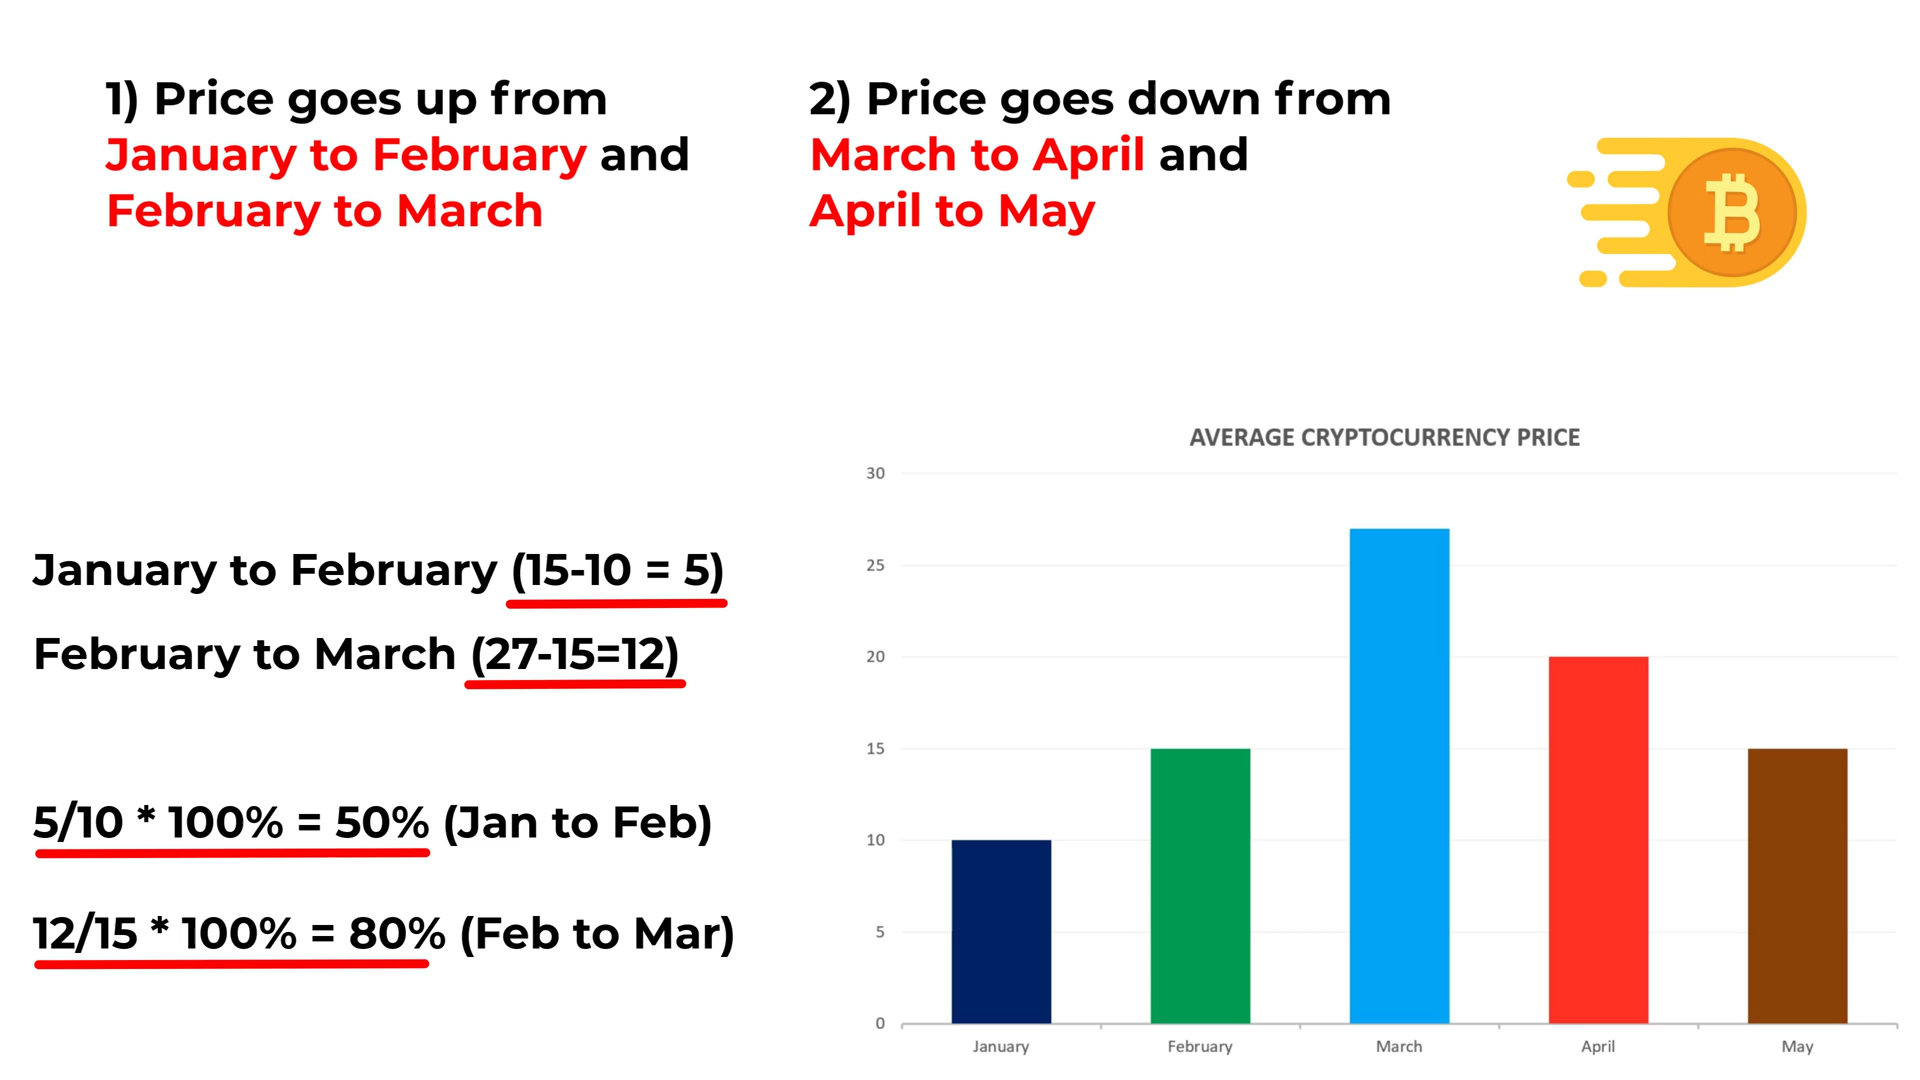 1) Price goes up from
January to February and
February to March
2) Price goes down from
March to April and
April to May
January to February (15-10 = 5)
February to March (27-15=12)
5/10 * 100% = 50% (Jan to Feb)
12/15 * 100% = 80% (Feb to Mar)
AVERAGE CRYPTOCURRENCY PRICE
30
25
20
15
10
5
0
January February March April May